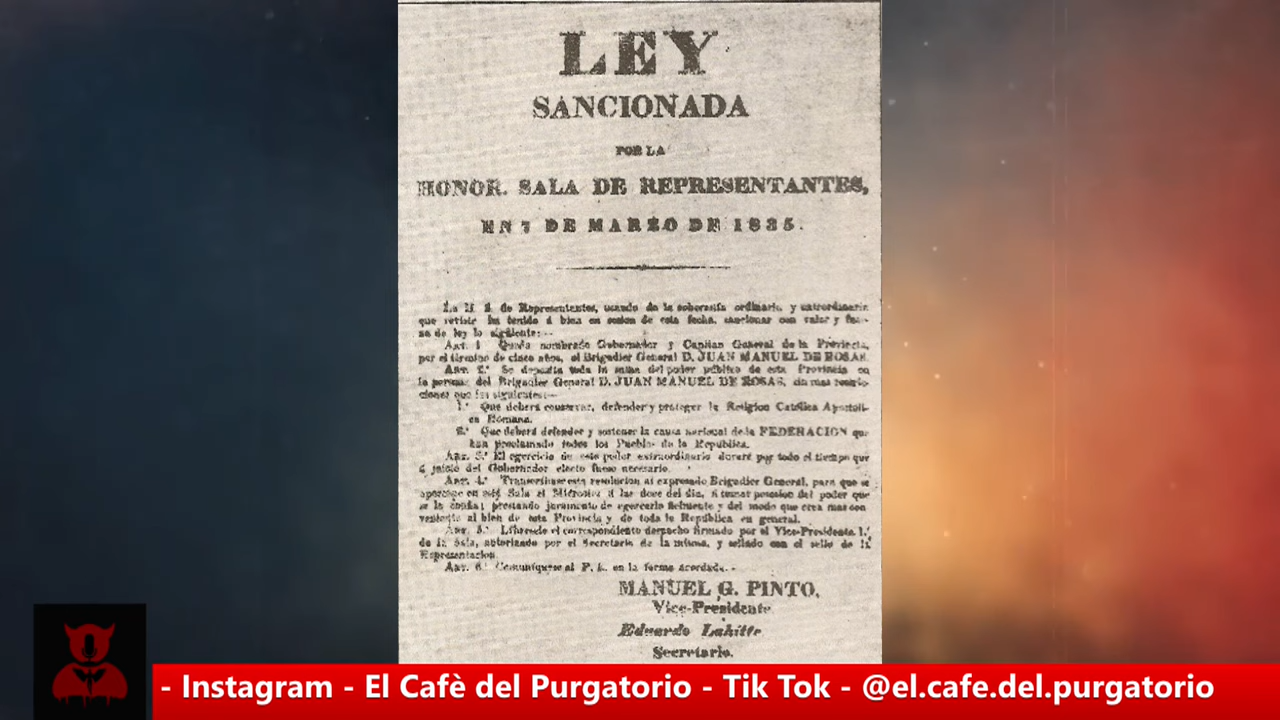 LEY
SANCIONADA
POR LA
HONOR. SALA DE REPRESENTANTES,
EN 7 DE MARZO DE 1835.
La H. S. de Representantes, usando de la soberanía ordinaria y extraordinaria
que reviste ha tenido á bien en sesion de esta fecha, sancionar con valor y fuer-
za de ley lo siguiente:--
ART. 1 Queda nombrado Gobernador y Capitan General de la Provincia,
por el término de cinco años, el Brigadier General D. JUAN MANUEL DE ROSAS.
ART. 2.° Se deposita toda la suma del poder público de esta Provincia en
la persona del Brigadier General D. JUAN MANUEL DE ROSAS, sin mas restric-
ciones que las siguientes:--
1.° Que deberá conservar, defender y proteger la Religion Católica Apostóli-
ca Romana.
2.° Que deberá defender y sostener la causa nacional de la FEDERACION que
han proclamado todos los Pueblos de la República.
ART. 3.° El egercicio de este poder extraordinario durará por todo el tiempo que
á juicio del Gobernador electo fuese necesario.
ART. 4.° Transcríbase esta resolucion al expresado Brigadier General, para que se
apersone en esta Sala el Miércoles á las doce del dia, á tomar posesion del poder que
se le confia; prestando juramento de egercerlo fielmente y del modo que crea mas con
veniente al bien de esta Provincia y de toda la República en general.
ART. 5.° Líbresele el correspondiente despacho firmado por el Vice-Presidente 1.°
de la Sala, autorizado por el Secretario de la misma, y sellado con el sello de la
Representacion.
ART. 6.° Comuníquese al P. E. en la forma acordada.-
MANUEL G. PINTO,
Vice-Presidente
Eduardo Lahitte
Secretario.
- Instagram - El Cafè del Purgatorio - Tik Tok - @el.cafe.del.purgatorio